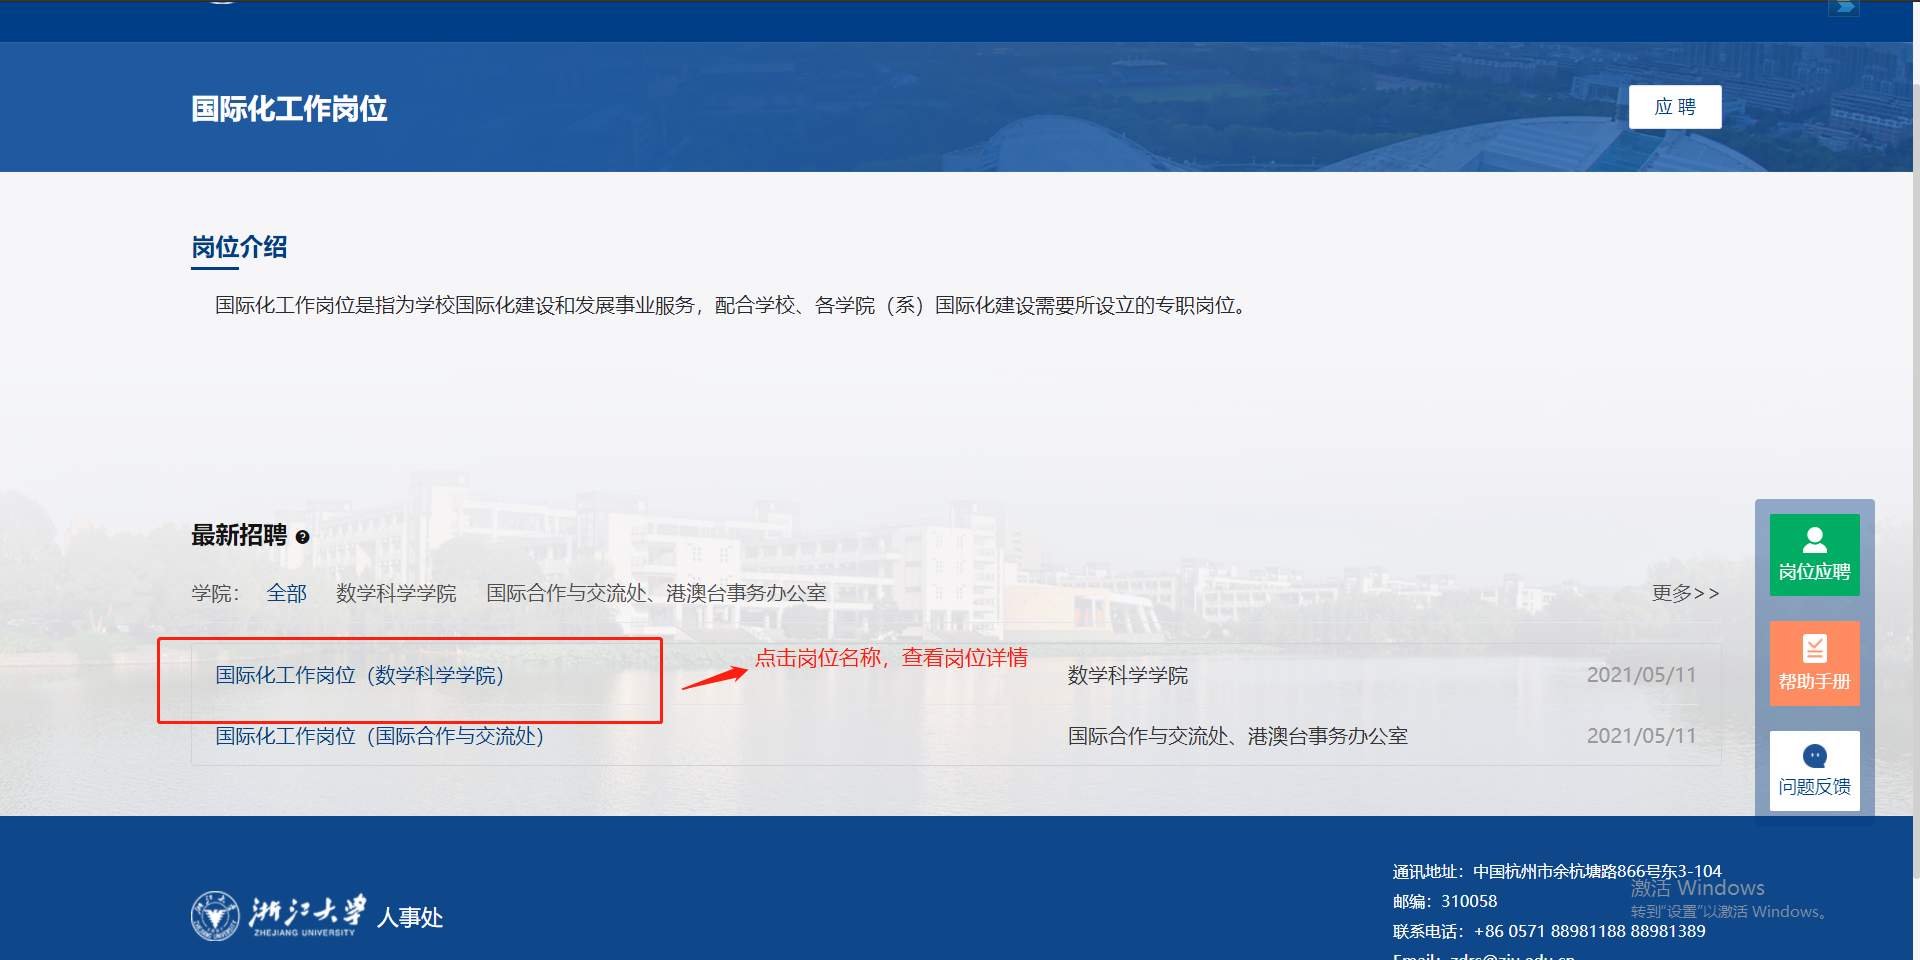 国际化工作岗位
应 聘
岗位介绍
国际化工作岗位是指为学校国际化建设和发展事业服务，配合学校、各学院（系）国际化建设需要所设立的专职岗位。
最新招聘 ?
学院： 全部 数学科学学院 国际合作与交流处、港澳台事务办公室 更多>>
点击岗位名称，查看岗位详情
国际化工作岗位（数学科学学院） 数学科学学院 2021/05/11
国际化工作岗位（国际合作与交流处） 国际合作与交流处、港澳台事务办公室 2021/05/11
岗位应聘
帮助手册
问题反馈
浙江大学 人事处
ZHEJIANG UNIVERSITY
通讯地址：中国杭州市余杭塘路866号东3-104
邮编：310058
联系电话：+86 0571 88981188 88981389
Email：zdrs@zju.edu.cn
激活 Windows
转到“设置”以激活 Windows。